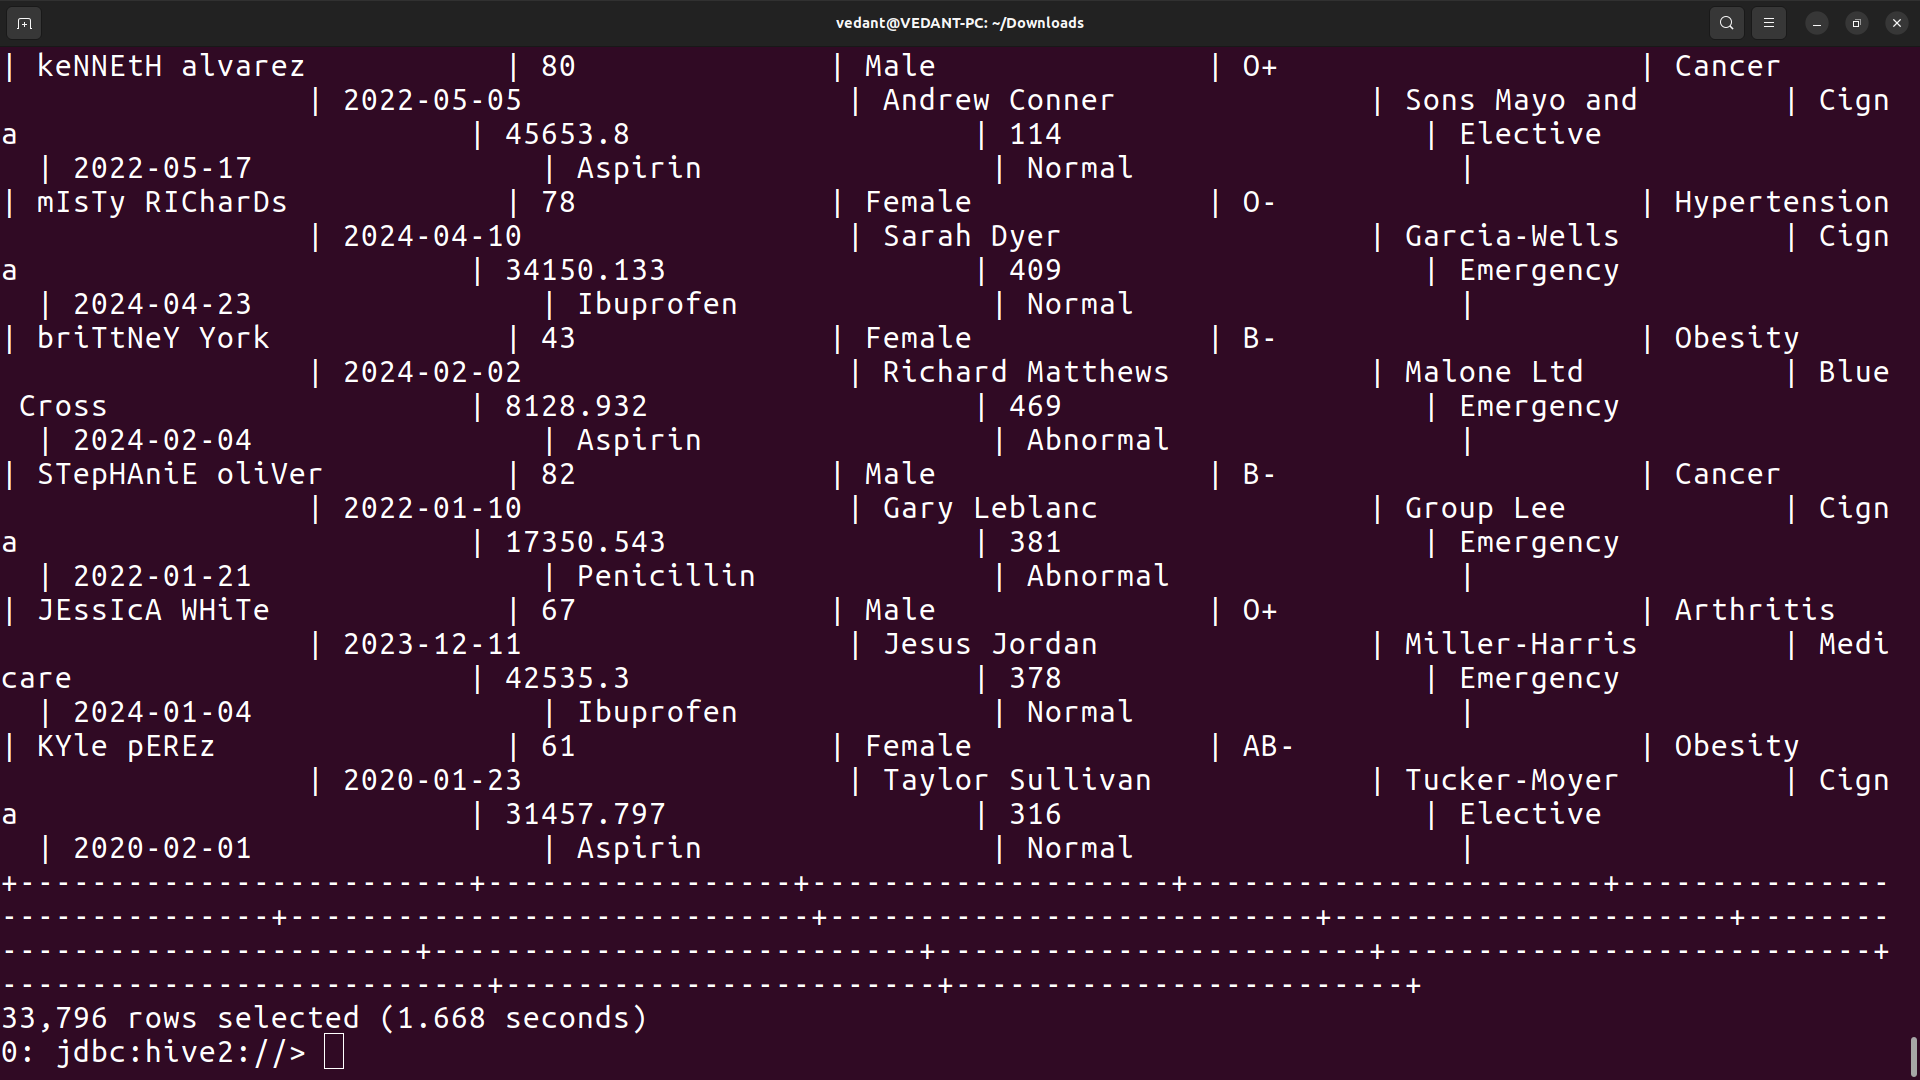 vedant@VEDANT-PC: ~/Downloads
| keNNEtH alvarez | 80 | Male | O+ | Cancer
| 2022-05-05 | Andrew Conner | Sons Mayo and | Cign
a | 45653.8 | 114 | Elective
| 2022-05-17 | Aspirin | Normal |
| mIsTy RICharDs | 78 | Female | O- | Hypertension
| 2024-04-10 | Sarah Dyer | Garcia-Wells | Cign
a | 34150.133 | 409 | Emergency
| 2024-04-23 | Ibuprofen | Normal |
| briTtNeY York | 43 | Female | B- | Obesity
| 2024-02-02 | Richard Matthews | Malone Ltd | Blue
Cross | 8128.932 | 469 | Emergency
| 2024-02-04 | Aspirin | Abnormal |
| STepHAniE oliVer | 82 | Male | B- | Cancer
| 2022-01-10 | Gary Leblanc | Group Lee | Cign
a | 17350.543 | 381 | Emergency
| 2022-01-21 | Penicillin | Abnormal |
| JEssIcA WHiTe | 67 | Male | O+ | Arthritis
| 2023-12-11 | Jesus Jordan | Miller-Harris | Medi
care | 42535.3 | 378 | Emergency
| 2024-01-04 | Ibuprofen | Normal |
| KYle pEREz | 61 | Female | AB- | Obesity
| 2020-01-23 | Taylor Sullivan | Tucker-Moyer | Cign
a | 31457.797 | 316 | Elective
| 2020-02-01 | Aspirin | Normal |
+-------------------------+-----------------+--------------------+-----------------------+---------------
---------------+-----------------------------+---------------------------+----------------------+--------
-----------------------+---------------------------+------------------------+---------------------------+
---------------------------+------------------------+-------------------------+
33,796 rows selected (1.668 seconds)
0: jdbc:hive2://>